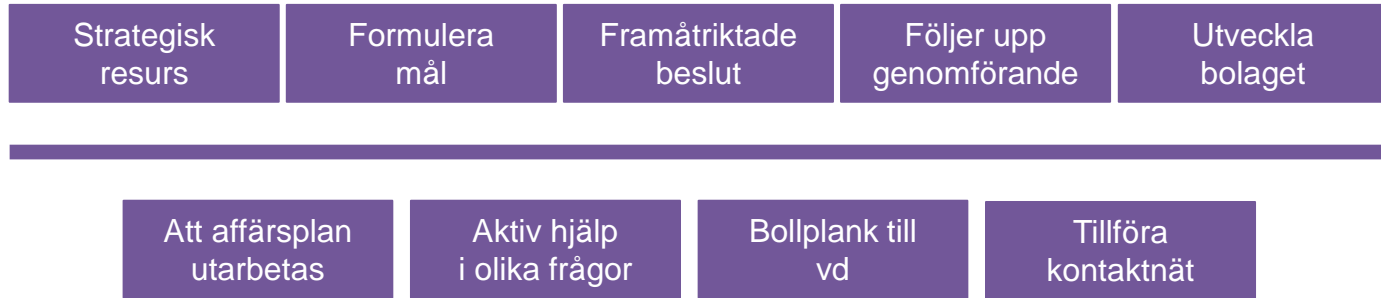 Strategisk
resurs
Formulera
mål
Framåtriktade
beslut
Följer upp
genomförande
Utveckla
bolaget
Att affärsplan
utarbetas
Aktiv hjälp
i olika frågor
Bollplank till
vd
Tillföra
kontaktnät